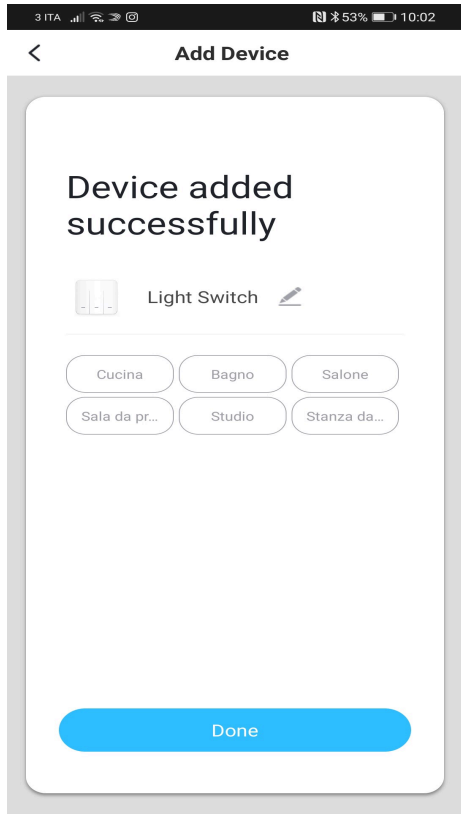 3 ITA 53% 10:02
Add Device
Device added
successfully
Light Switch
Cucina Bagno Salone
Sala da pr... Studio Stanza da...
Done